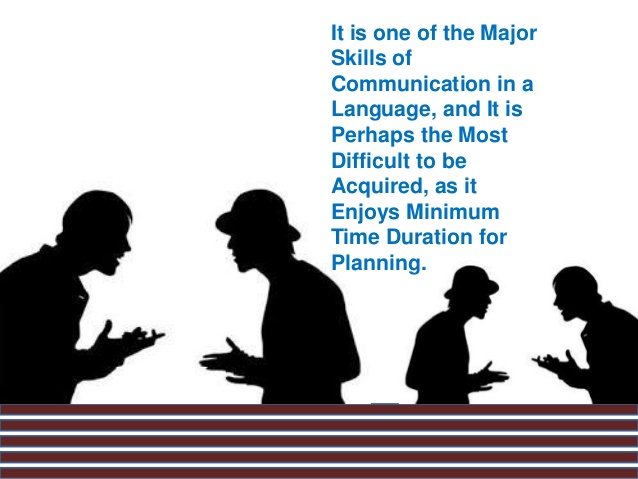 It is one of the Major
Skills of
Communication in a
Language, and It is
Perhaps the Most
Difficult to be
Acquired, as it
Enjoys Minimum
Time Duration for
Planning.